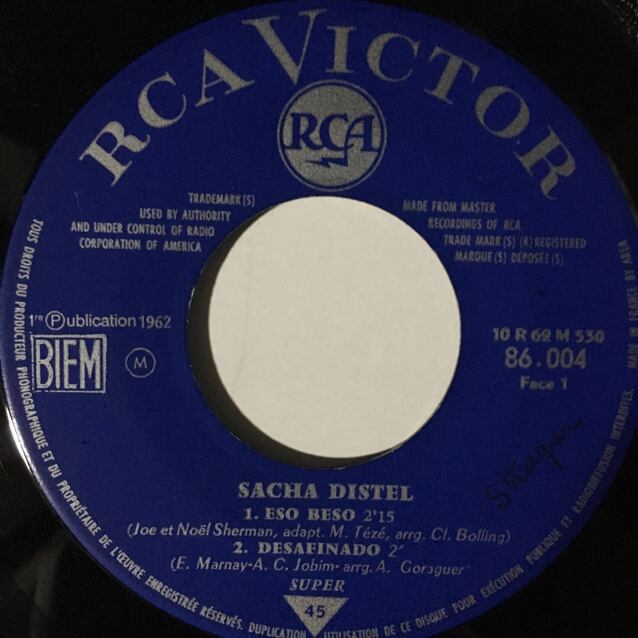 RCA VICTOR
RCA
TRADEMARK(S)
USED BY AUTHORITY
AND UNDER CONTROL OF RADIO
CORPORATION OF AMERICA
MADE FROM MASTER
RECORDINGS OF RCA
TRADE MARK(S) (R) REGISTERED
MARQUE(S) DÉPOSÉE(S)
1re Ⓟublication 1962
BIEM
M
10 R 62 M 530
86.004
Face 1
SACHA DISTEL
1. ESO BESO 2'15
(Joe et Noël Sherman, adapt. M. Tézé, arrg. Cl. Bolling)
2. DESAFINADO 2'
(E. Marnay-A. C. Jobim-arrg. A. Goraguer
SUPER
45
TOUS DROITS DU PRODUCTEUR PHONOGRAPHIQUE ET DU PROPRIÉTAIRE DE L'ŒUVRE ENREGISTRÉE RÉSERVÉS. DUPLICATION UTILISATION DE CE DISQUE POUR EXÉCUTION PUBLIQUE ET RADIODIFFUSION INTERDITES. MADE IN FRANCE BY AREA